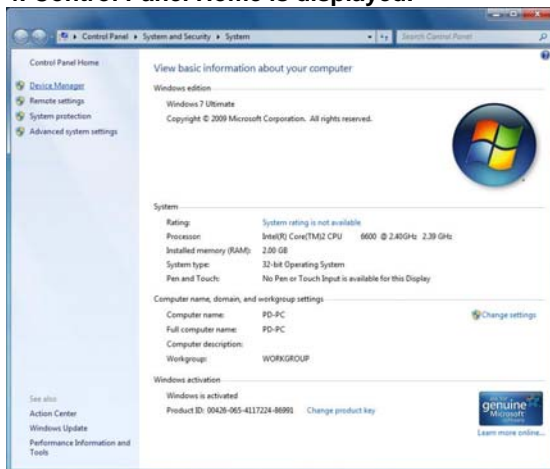 4. Control Panel Home is displayed.
Control Panel ▸ System and Security ▸ System
Search Control Panel
Control Panel Home
Device Manager
Remote settings
System protection
Advanced system settings
View basic information about your computer
Windows edition
Windows 7 Ultimate
Copyright © 2009 Microsoft Corporation. All rights reserved.
System
Rating: System rating is not available
Processor: Intel(R) Core(TM)2 CPU 6600 @ 2.40GHz 2.39 GHz
Installed memory (RAM): 2.00 GB
System type: 32-bit Operating System
Pen and Touch: No Pen or Touch Input is available for this Display
Computer name, domain, and workgroup settings
Computer name: PD-PC
Change settings
Full computer name: PD-PC
Computer description:
Workgroup: WORKGROUP
Windows activation
Windows is activated
Product ID: 00426-065-4117224-86991 Change product key
See also
Action Center
Windows Update
Performance Information and
Tools
genuine
Microsoft
software
Learn more online...